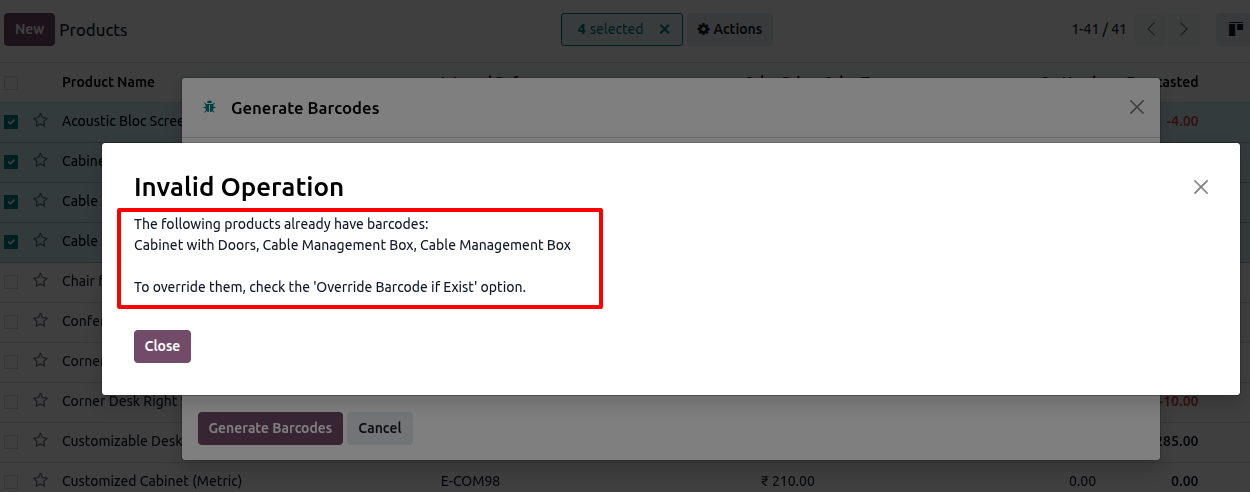 New Products 4 selected × Actions 1-41 / 41
Product Name
Generate Barcodes
Acoustic Bloc Scree -4.00
Cabine
Invalid Operation
Cable
The following products already have barcodes:
Cabinet with Doors, Cable Management Box, Cable Management Box
Cable
Chair
To override them, check the 'Override Barcode if Exist' option.
Confe
Close
Corner
Corner Desk Right -10.00
Generate Barcodes Cancel
Customizable Desk 285.00
Customized Cabinet (Metric) E-COM98 ₹ 210.00 0.00 0.00